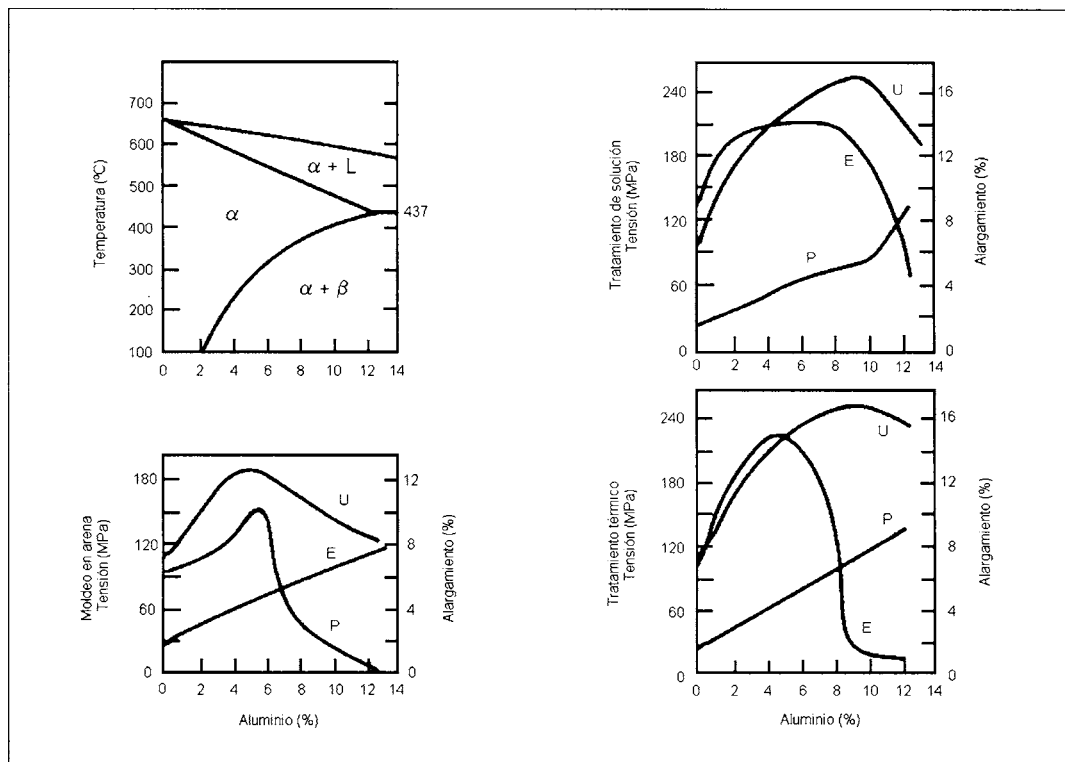 Temperatura (ºC)
700
600
500
400
300
200
100
0
2
4
6
8
10
12
14
α + L
α
α + β
437
Tratamiento de solución
Tensión (MPa)
240
180
120
60
0
U
E
P
16
12
8
4
0
Alargamiento (%)
0
2
4
6
8
10
12
14
Moldeo en arena
Tensión (MPa)
180
120
60
0
U
E
P
12
8
4
0
Alargamiento (%)
0
2
4
6
8
10
12
14
Aluminio (%)
Tratamiento térmico
Tensión (MPa)
240
180
120
60
0
U
P
E
16
12
8
4
0
Alargamiento (%)
0
2
4
6
8
10
12
14
Aluminio (%)